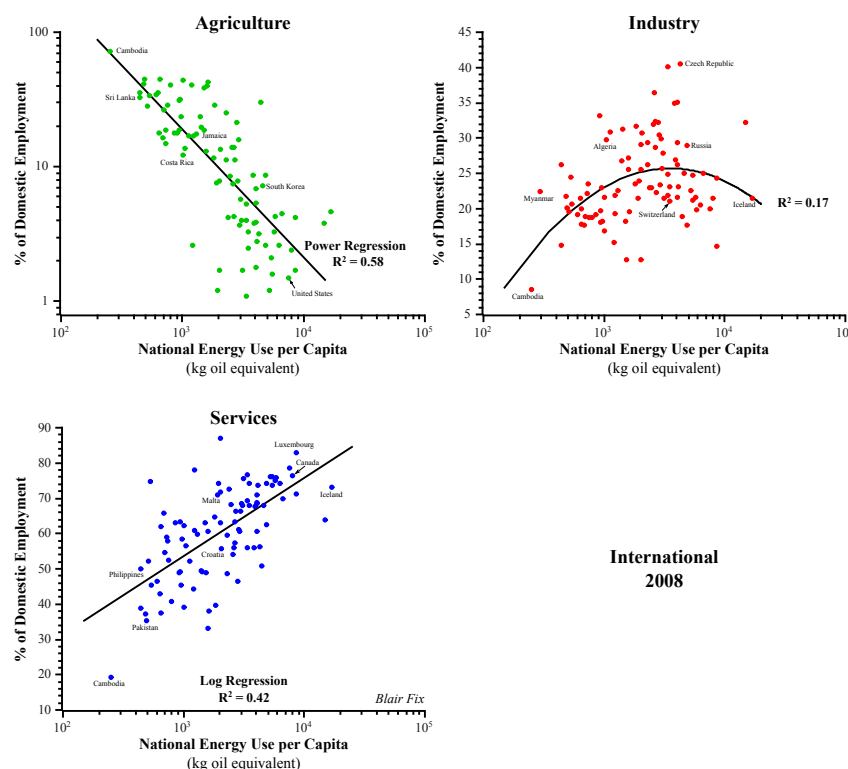 Agriculture
% of Domestic Employment
100
10
1
Cambodia
Sri Lanka
Jamaica
Costa Rica
South Korea
Power Regression
R² = 0.58
United States
10² 10³ 10⁴ 10⁵
National Energy Use per Capita
(kg oil equivalent)
Industry
% of Domestic Employment
45
40
35
30
25
20
15
10
5
Czech Republic
Algeria
Russia
Myanmar
Switzerland
Iceland
R² = 0.17
Cambodia
10² 10³ 10⁴ 10⁵
National Energy Use per Capita
(kg oil equivalent)
Services
% of Domestic Employment
90
80
70
60
50
40
30
20
10
Luxembourg
Canada
Malta
Iceland
Croatia
Philippines
Pakistan
Cambodia
Log Regression
R² = 0.42
Blair Fix
10² 10³ 10⁴ 10⁵
National Energy Use per Capita
(kg oil equivalent)
International
2008